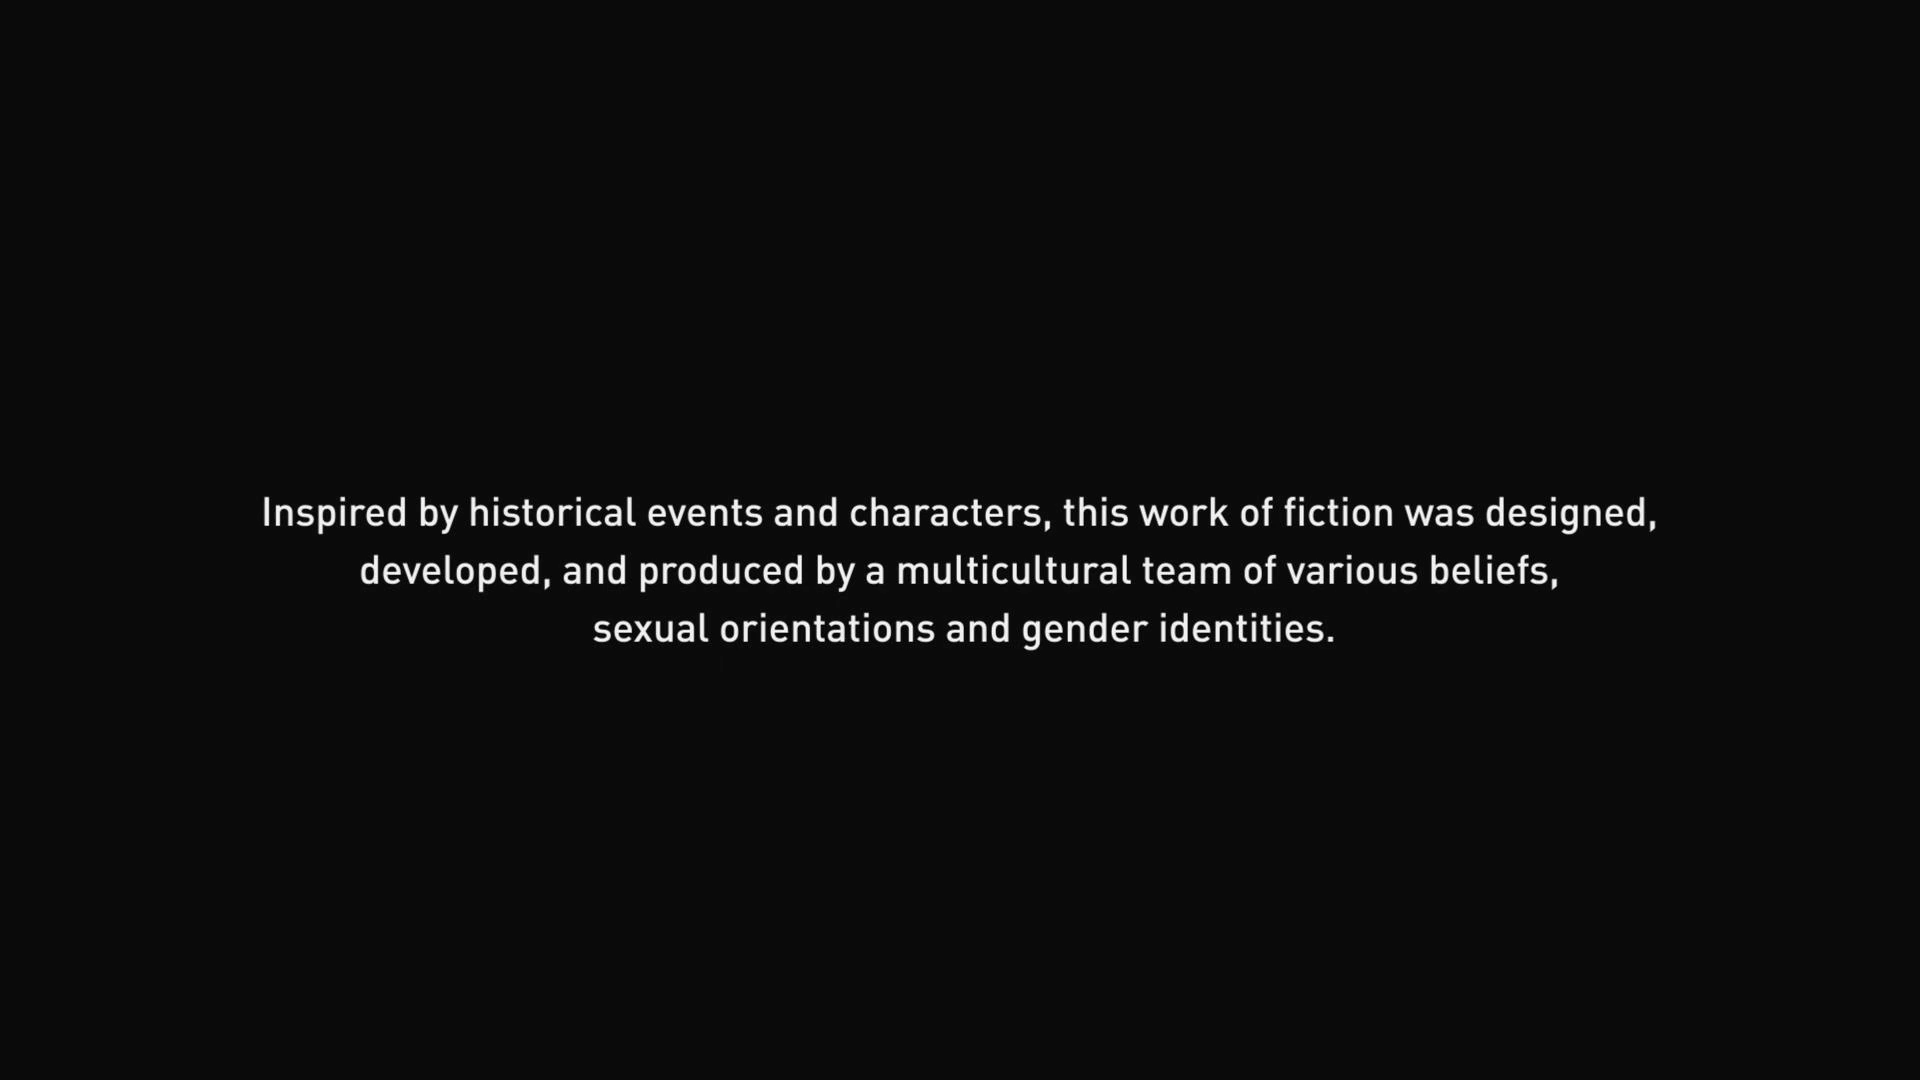 Inspired by historical events and characters, this work of fiction was designed,
developed, and produced by a multicultural team of various beliefs,
sexual orientations and gender identities.